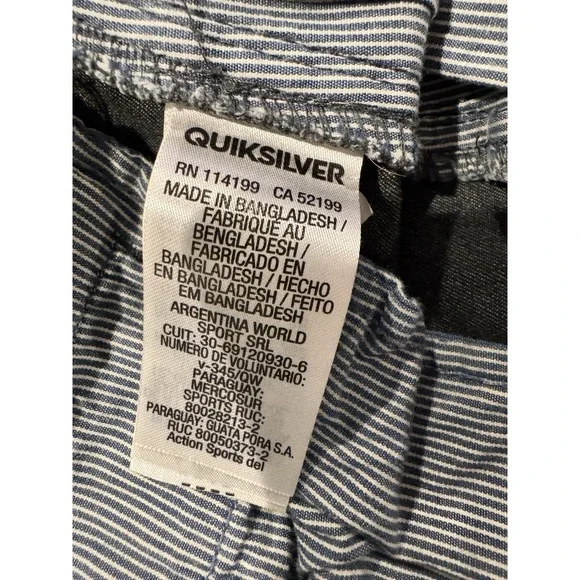 QUIKSILVER
RN 114199 CA 52199
MADE IN BANGLADESH /
FABRIQUÉ AU
BENGLADESH /
FABRICADO EN
BANGLADESH / HECHO
EN BANGLADESH / FEITO
EM BANGLADESH
ARGENTINA WORLD
SPORT SRL
CUIT: 30-69120930-6
NUMERO DE VOLUNTARIO:
v-345/OW
PARAGUAY:
MERCOSUR
SPORTS RUC:
80028213-2
PARAGUAY: GUATA PORA S.A.
RUC 80050373-2
Action Sports del